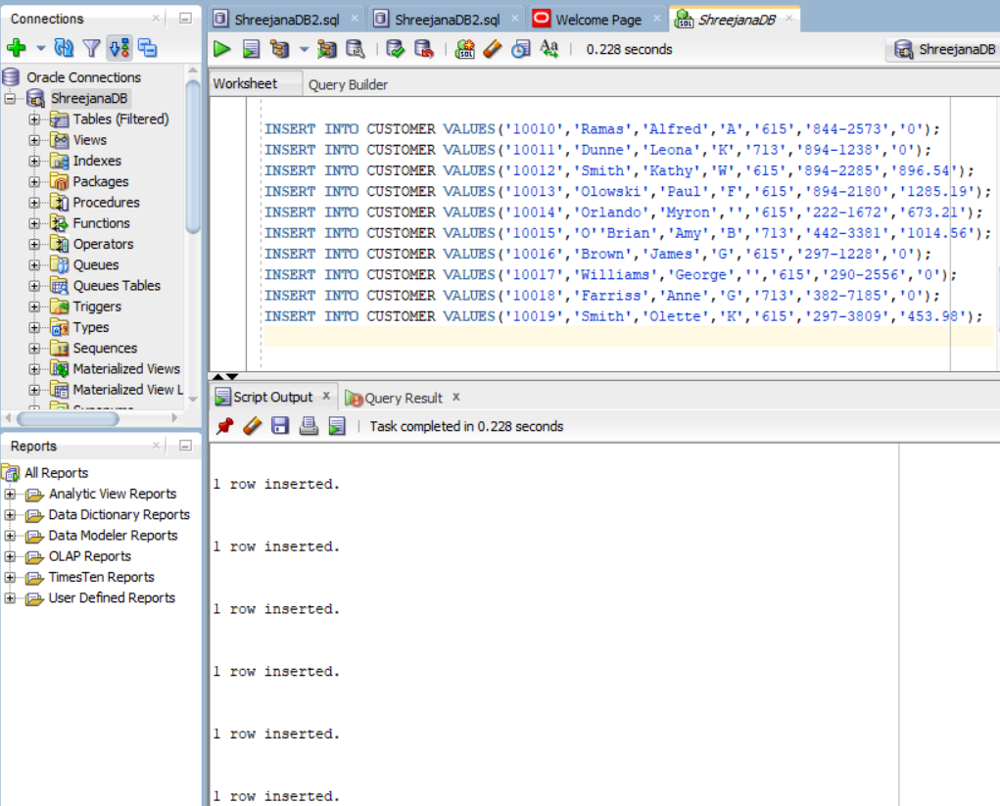 Connections
Oracle Connections
ShreejanaDB
Tables (Filtered)
Views
Indexes
Packages
Procedures
Functions
Operators
Queues
Queues Tables
Triggers
Types
Sequences
Materialized Views
Materialized View L
Reports
All Reports
Analytic View Reports
Data Dictionary Reports
Data Modeler Reports
OLAP Reports
TimesTen Reports
User Defined Reports
ShreejanaDB2.sql
ShreejanaDB2.sql
Welcome Page
ShreejanaDB
0.228 seconds
ShreejanaDB
Worksheet
Query Builder
INSERT INTO CUSTOMER VALUES('10010','Ramas','Alfred','A','615','844-2573','0');
INSERT INTO CUSTOMER VALUES('10011','Dunne','Leona','K','713','894-1238','0');
INSERT INTO CUSTOMER VALUES('10012','Smith','Kathy','W','615','894-2285','896.54');
INSERT INTO CUSTOMER VALUES('10013','Olowski','Paul','F','615','894-2180','1285.19');
INSERT INTO CUSTOMER VALUES('10014','Orlando','Myron','','615','222-1672','673.21');
INSERT INTO CUSTOMER VALUES('10015','O''Brian','Amy','B','713','442-3381','1014.56');
INSERT INTO CUSTOMER VALUES('10016','Brown','James','G','615','297-1228','0');
INSERT INTO CUSTOMER VALUES('10017','Williams','George','','615','290-2556','0');
INSERT INTO CUSTOMER VALUES('10018','Farriss','Anne','G','713','382-7185','0');
INSERT INTO CUSTOMER VALUES('10019','Smith','Olette','K','615','297-3809','453.98');
Script Output
Query Result
Task completed in 0.228 seconds
1 row inserted.
1 row inserted.
1 row inserted.
1 row inserted.
1 row inserted.
1 row inserted.